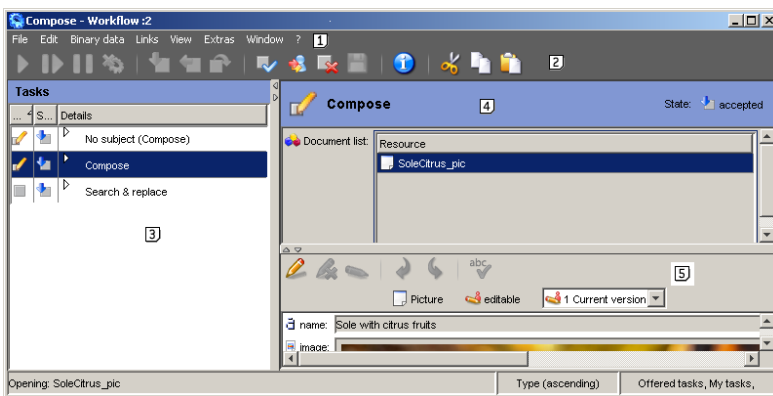 Compose - Workflow :2
File Edit Binary data Links View Extras Window ? 1
2
Tasks
... 4 S... Details
No subject (Compose)
Compose
Search & replace
3
Compose 4 State: accepted
Document list: Resource
SoleCitrus_pic
abc
5
Picture editable 1 Current version
a name: Sole with citrus fruits
image:
Opening: SoleCitrus_pic Type (ascending) Offered tasks, My tasks,